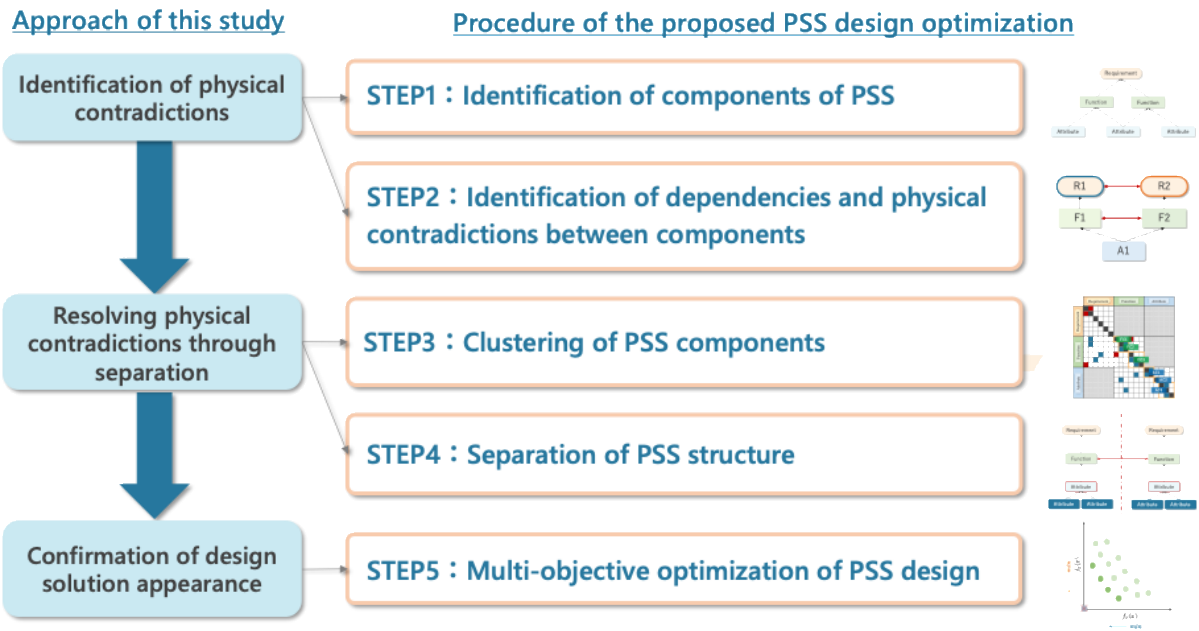 Approach of this study
Procedure of the proposed PSS design optimization
Identification of physical
contradictions
STEP1：Identification of components of PSS
Requirement
Function Function
Attribute Attribute Attribute
STEP2：Identification of dependencies and physical
contradictions between components
R1 R2
F1 F2
A1
Resolving physical
contradictions through
separation
STEP3：Clustering of PSS components
STEP4：Separation of PSS structure
Requirement Requirement
Function Function
Attribute Attribute
Attribute Attribute Attribute Attribute
Confirmation of design
solution appearance
STEP5：Multi-objective optimization of PSS design